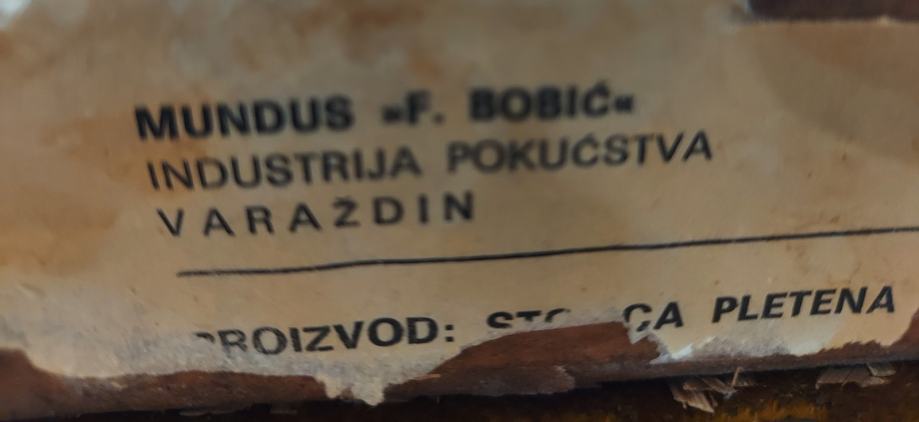 MUNDUS »F. BOBIĆ«
INDUSTRIJA POKUĆSTVA
VARAŽDIN
PROIZVOD: PLETENA